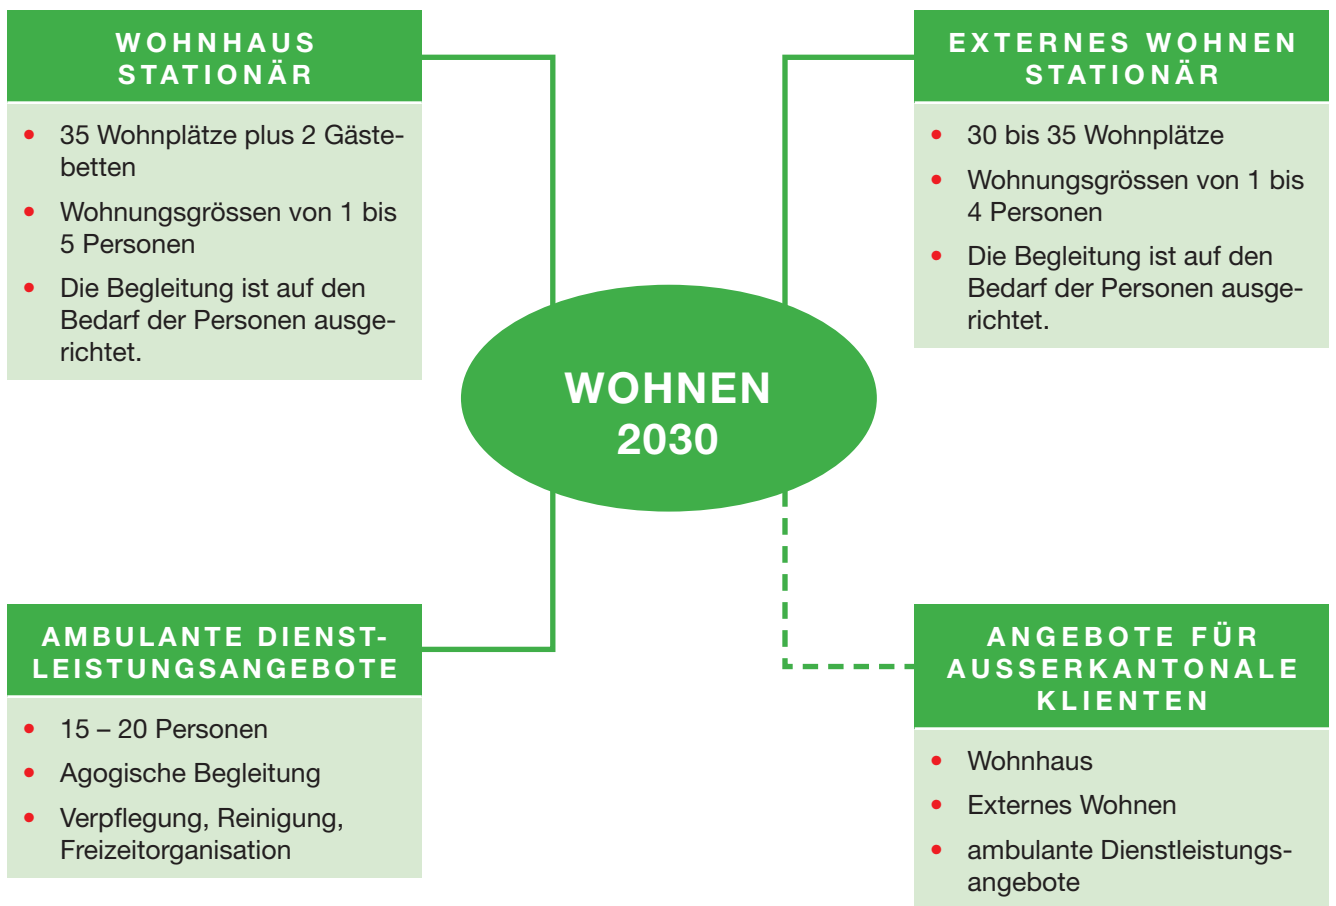 WOHNHAUS
STATIONÄR
• 35 Wohnplätze plus 2 Gäste-
betten
• Wohnungsgrössen von 1 bis
5 Personen
• Die Begleitung ist auf den
Bedarf der Personen ausge-
richtet.
EXTERNES WOHNEN
STATIONÄR
• 30 bis 35 Wohnplätze
• Wohnungsgrössen von 1 bis
4 Personen
• Die Begleitung ist auf den
Bedarf der Personen ausge-
richtet.
WOHNEN
2030
AMBULANTE DIENST-
LEISTUNGSANGEBOTE
• 15 – 20 Personen
• Agogische Begleitung
• Verpflegung, Reinigung,
Freizeitorganisation
ANGEBOTE FÜR
AUSSERKANTONALE
KLIENTEN
• Wohnhaus
• Externes Wohnen
• ambulante Dienstleistungs-
angebote